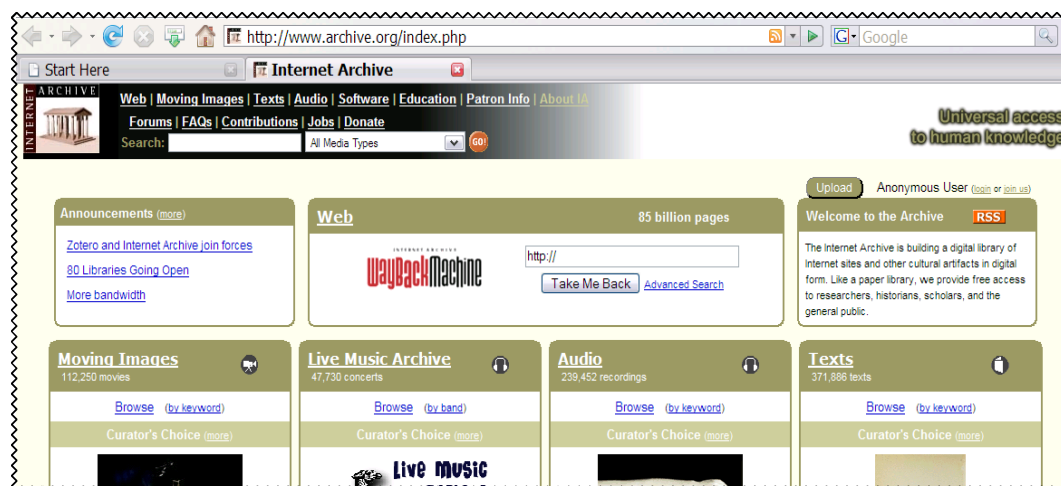 http://www.archive.org/index.php
Google
Start Here
Internet Archive
INTERNET ARCHIVE
Web | Moving Images | Texts | Audio | Software | Education | Patron Info | About IA
Forums | FAQs | Contributions | Jobs | Donate
Search:
All Media Types
GO!
Universal access
to human knowledge
Upload
Anonymous User (login or join us)
Announcements (more)
Zotero and Internet Archive join forces
80 Libraries Going Open
More bandwidth
Web
85 billion pages
INTERNET ARCHIVE
WayBackMachine
http://
Take Me Back
Advanced Search
Welcome to the Archive
RSS
The Internet Archive is building a digital library of
Internet sites and other cultural artifacts in digital
form. Like a paper library, we provide free access
to researchers, historians, scholars, and the
general public.
Moving Images
112,250 movies
Browse (by keyword)
Curator's Choice (more)
Live Music Archive
47,730 concerts
Browse (by band)
Curator's Choice (more)
Live Music
Audio
239,452 recordings
Browse (by keyword)
Curator's Choice (more)
Texts
371,886 texts
Browse (by keyword)
Curator's Choice (more)